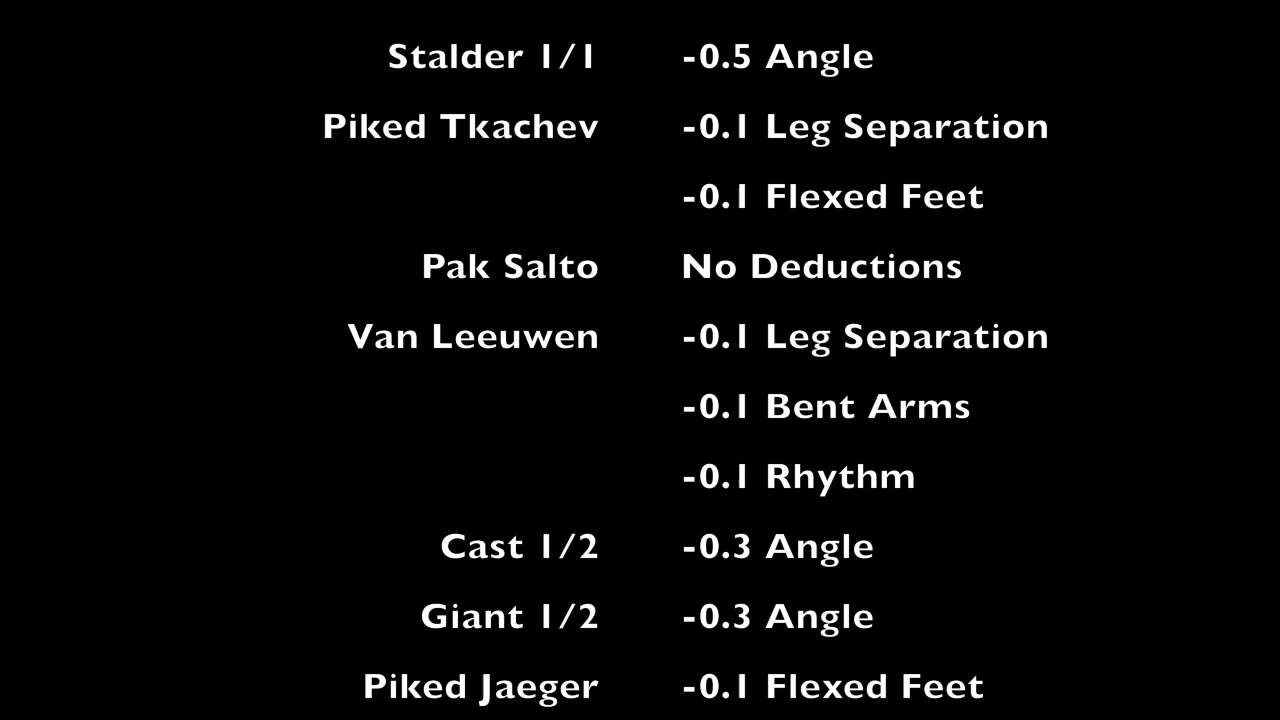 Stalder 1/1 -0.5 Angle
Piked Tkachev -0.1 Leg Separation
-0.1 Flexed Feet
Pak Salto No Deductions
Van Leeuwen -0.1 Leg Separation
-0.1 Bent Arms
-0.1 Rhythm
Cast 1/2 -0.3 Angle
Giant 1/2 -0.3 Angle
Piked Jaeger -0.1 Flexed Feet